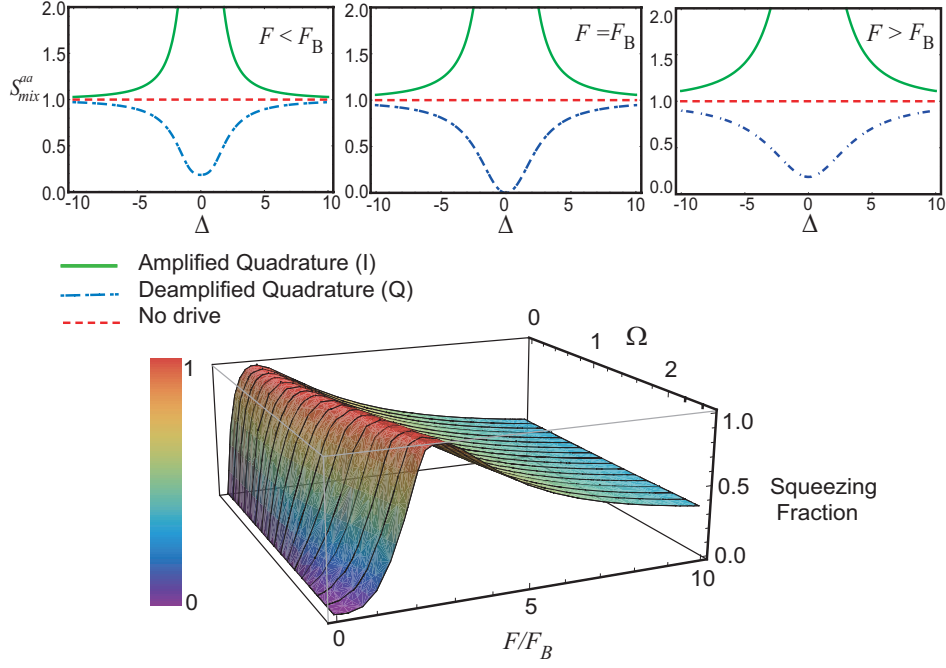 F < F_B
F = F_B
F > F_B
S^{aa}_{mix}
2.0
1.5
1.0
0.5
0.0
-10
-5
0
5
10
Δ
2.0
1.5
1.0
0.5
0.0
-10
-5
0
5
10
Δ
2.0
1.5
1.0
0.5
0.0
-10
-5
0
5
10
Δ
Amplified Quadrature (I)
Deamplified Quadrature (Q)
No drive
1
0
0
1
2
Ω
1.0
0.5
0.0
Squeezing
Fraction
0
5
10
F/F_B